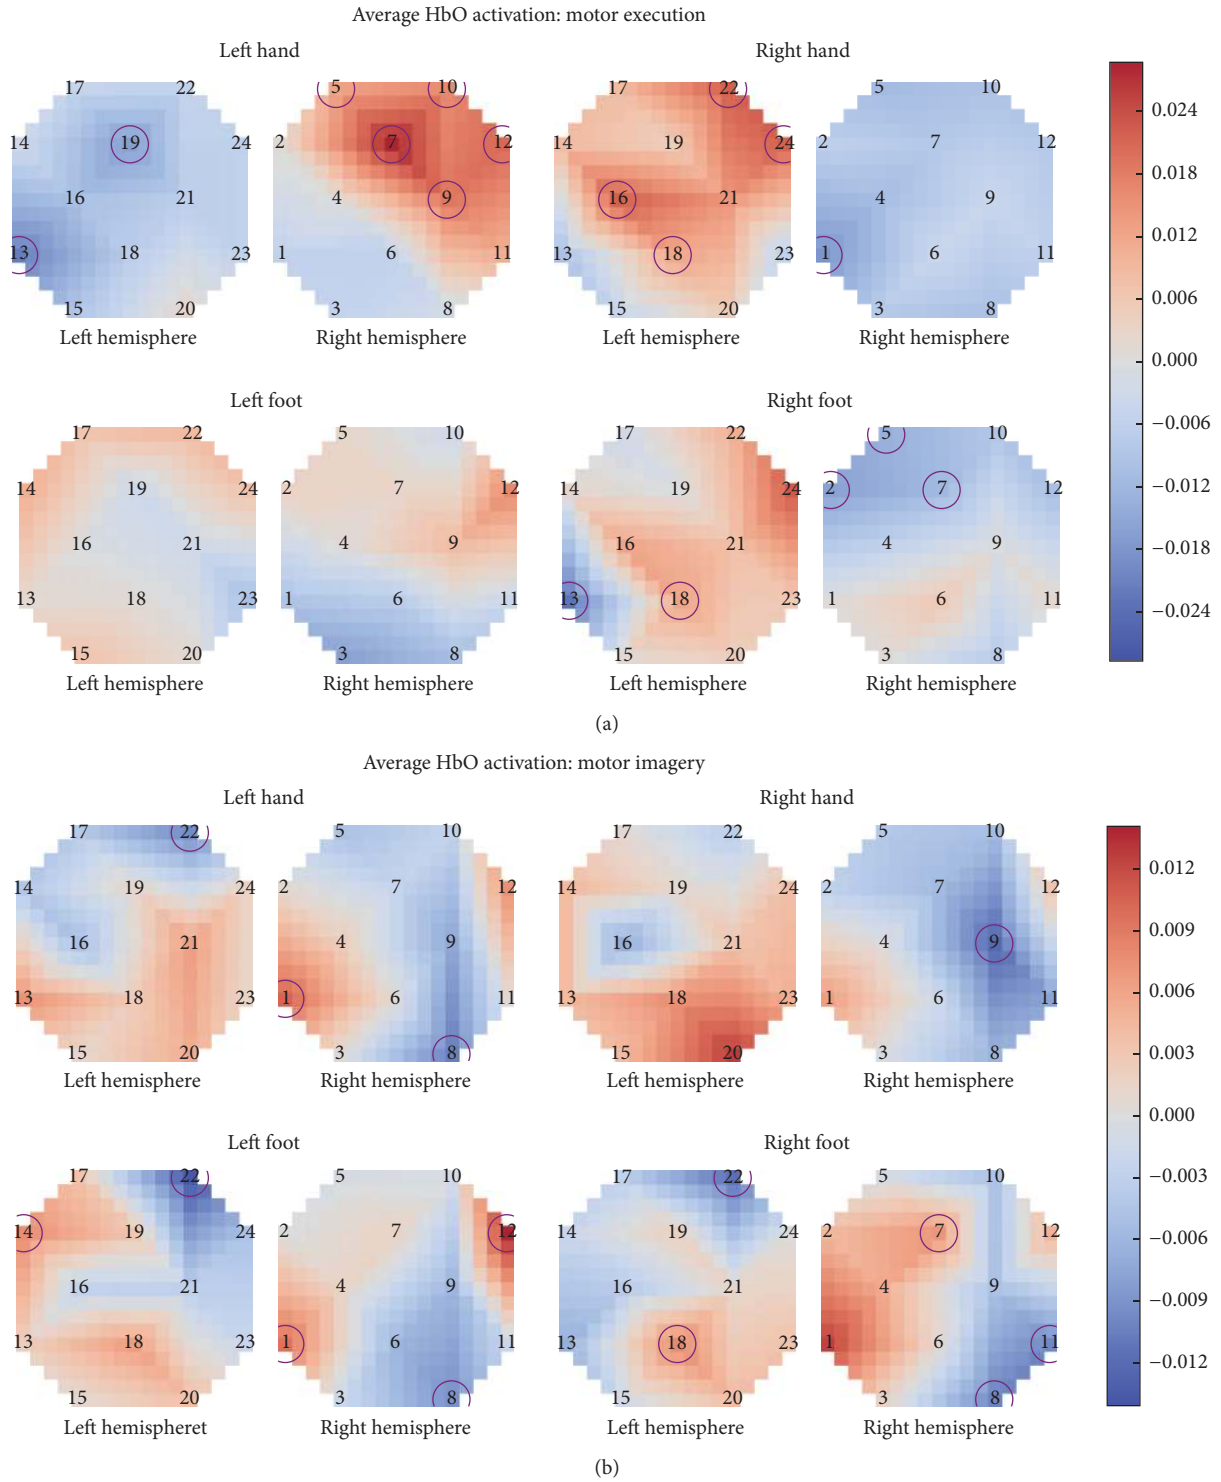 Average HbO activation: motor execution
Left hand
Right hand
17 22 5 10 17 22 5 10
14 19 24 2 7 12 14 19 24 2 7 12
16 21 4 9 16 21 4 9
13 18 23 1 6 11 13 18 23 1 6 11
15 20 3 8 15 20 3 8
Left hemisphere
Right hemisphere
Left hemisphere
Right hemisphere
Left foot
Right foot
17 22 5 10 17 22 5 10
14 19 24 2 7 12 14 19 24 2 7 12
16 21 4 9 16 21 4 9
13 18 23 1 6 11 13 18 23 1 6 11
15 20 3 8 15 20 3 8
Left hemisphere
Right hemisphere
Left hemisphere
Right hemisphere
0.024
0.018
0.012
0.006
0.000
−0.006
−0.012
−0.018
−0.024
(a)
Average HbO activation: motor imagery
Left hand
Right hand
17 22 5 10 17 22 5 10
14 19 24 2 7 12 14 19 24 2 7 12
16 21 4 9 16 21 4 9
13 18 23 1 6 11 13 18 23 1 6 11
15 20 3 8 15 20 3 8
Left hemisphere
Right hemisphere
Left hemisphere
Right hemisphere
Left foot
Right foot
17 22 5 10 17 22 5 10
14 19 24 2 7 12 14 19 24 2 7 12
16 21 4 9 16 21 4 9
13 18 23 1 6 11 13 18 23 1 6 11
15 20 3 8 15 20 3 8
Left hemispheret
Right hemisphere
Left hemisphere
Right hemisphere
0.012
0.009
0.006
0.003
0.000
−0.003
−0.006
−0.009
−0.012
(b)